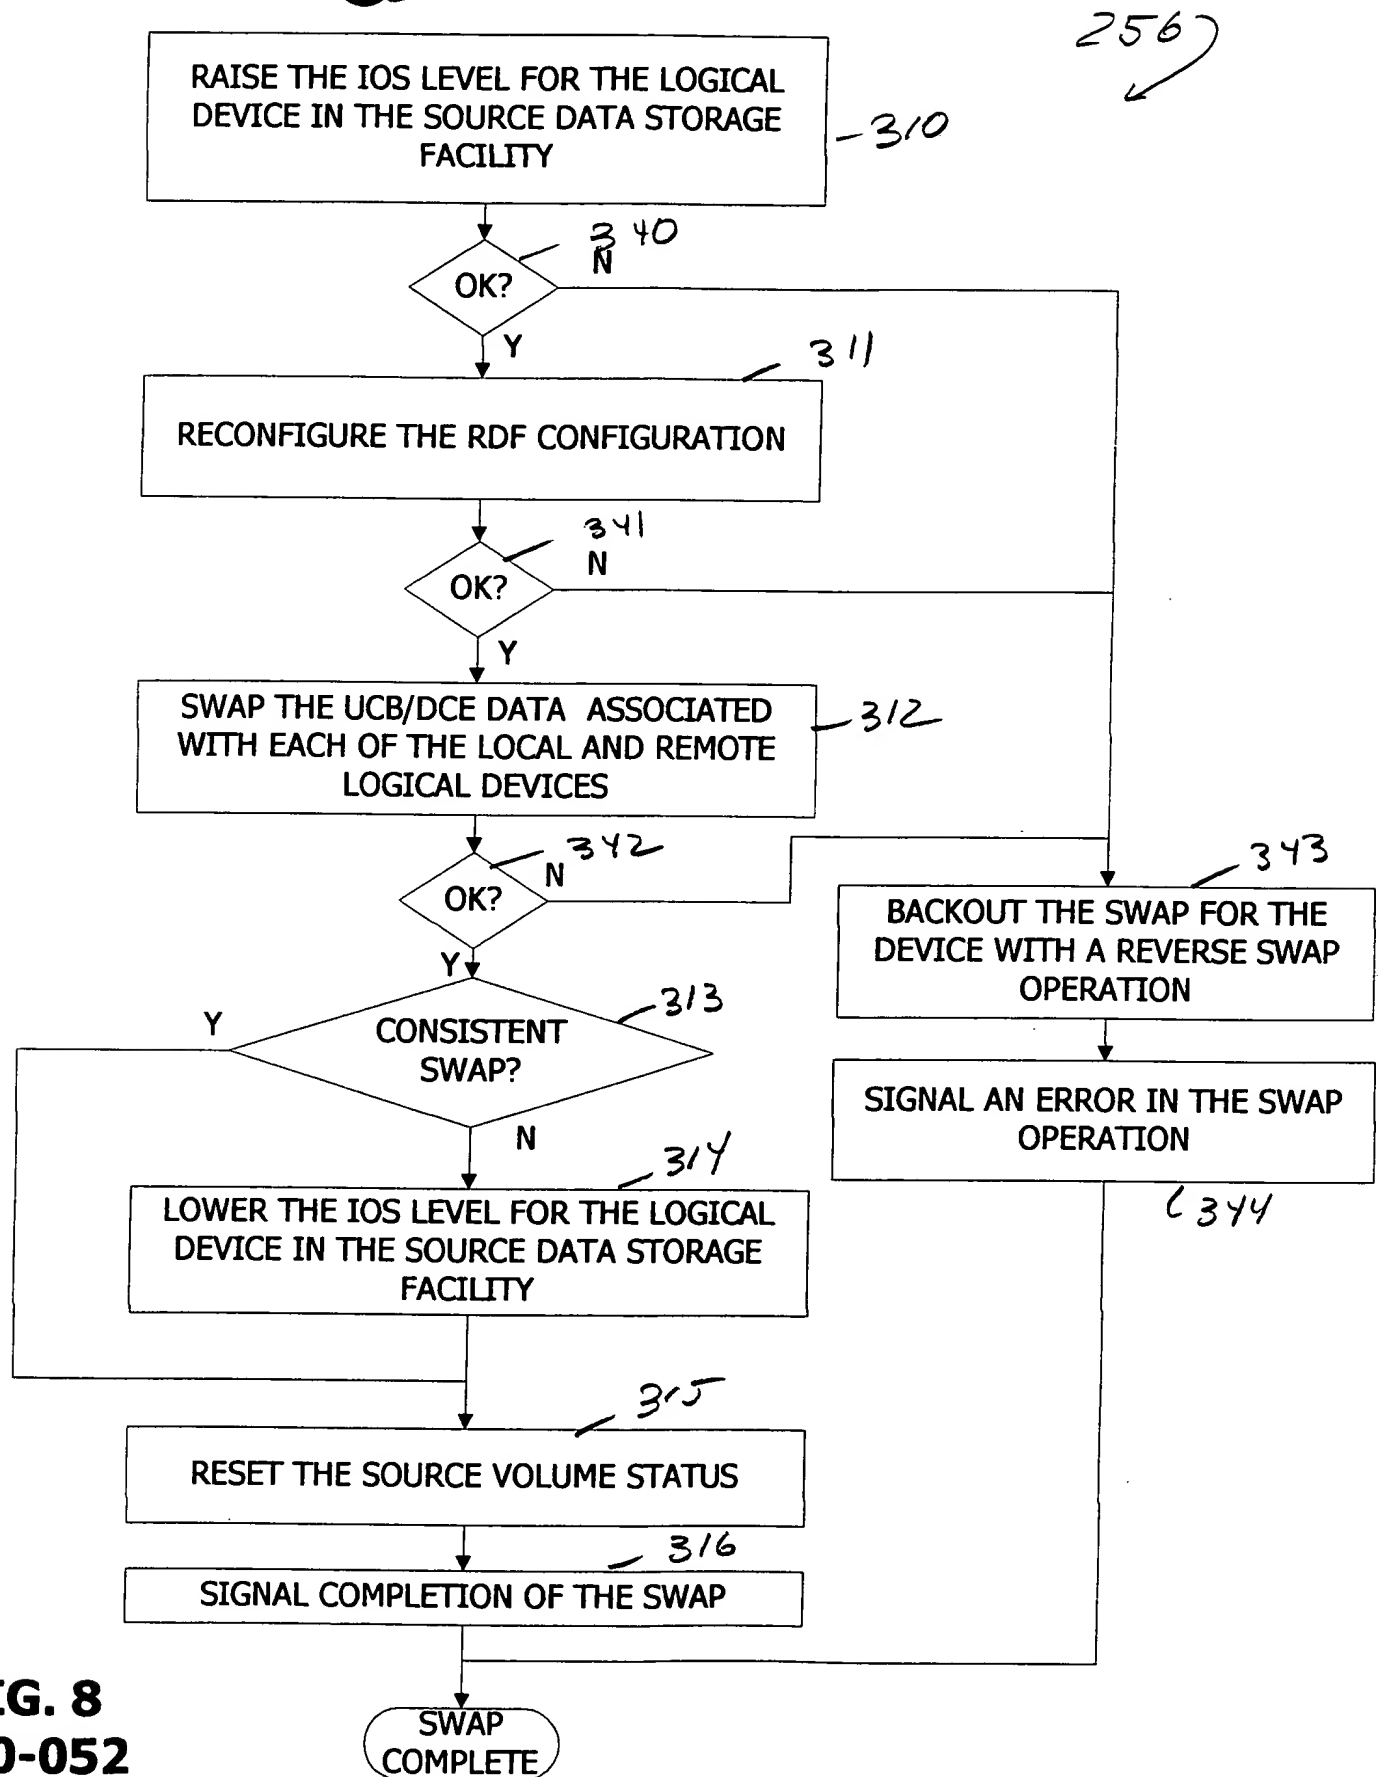 256
RAISE THE IOS LEVEL FOR THE LOGICAL
DEVICE IN THE SOURCE DATA STORAGE
FACILITY
310
340
N
OK?
Y
311
RECONFIGURE THE RDF CONFIGURATION
341
N
OK?
Y
SWAP THE UCB/DCE DATA ASSOCIATED
WITH EACH OF THE LOCAL AND REMOTE
LOGICAL DEVICES
312
342
N
OK?
Y
343
BACKOUT THE SWAP FOR THE
DEVICE WITH A REVERSE SWAP
OPERATION
313
Y
CONSISTENT
SWAP?
N
SIGNAL AN ERROR IN THE SWAP
OPERATION
344
314
LOWER THE IOS LEVEL FOR THE LOGICAL
DEVICE IN THE SOURCE DATA STORAGE
FACILITY
315
RESET THE SOURCE VOLUME STATUS
316
SIGNAL COMPLETION OF THE SWAP
IG. 8
0-052
SWAP
COMPLETE